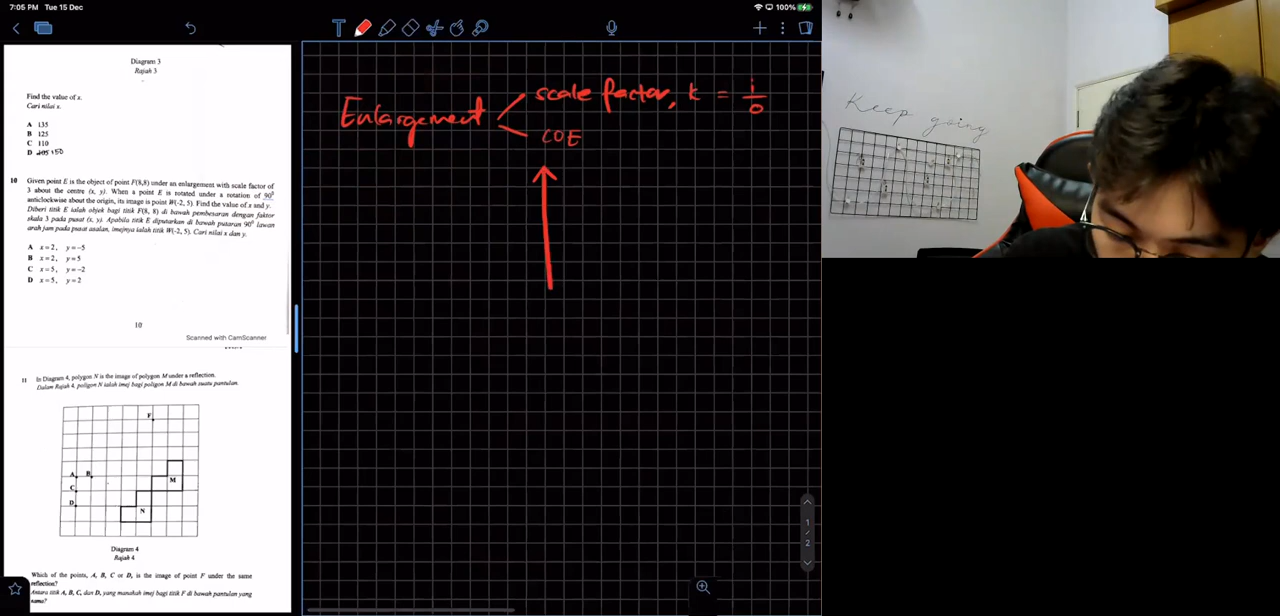 7:05 PM Tue 15 Dec
100%
Diagram 3
Rajah 3
Find the value of x.
Cari nilai x.
A 135
B 125
C 110
D 150
10 Given point E is the object of point F(8,8) under an enlargement with scale factor of
3 about the centre (x, y). When a point E is rotated under a rotation of 90⁰
anticlockwise about the origin, its image is point W(-2, 5). Find the value of x and y.
Diberi titik E ialah objek bagi titik F(8, 8) di bawah pembesaran dengan faktor
skala 3 pada pusat (x, y). Apabila titik E diputarkan di bawah putaran 90⁰ lawan
arah jam pada pusat asalan, imejnya ialah titik W(-2, 5). Cari nilai x dan y.
A x = 2, y = -5
B x = 2, y = 5
C x = 5, y = -2
D x = 5, y = 2
10
Scanned with CamScanner
11 In Diagram 4, polygon N is the image of polygon M under a reflection.
Dalam Rajah 4, poligon N ialah imej bagi poligon M di bawah suatu pantulan.
F
A B
M
C
D
N
Diagram 4
Rajah 4
Which of the points, A, B, C or D, is the image of point F under the same
reflection?
Antara titik A, B, C, dan D, yang manakah imej bagi titik F di bawah pantulan yang
sama?
Enlargement
scale factor, k = i/o
COE
T
1
/
2
Keep going